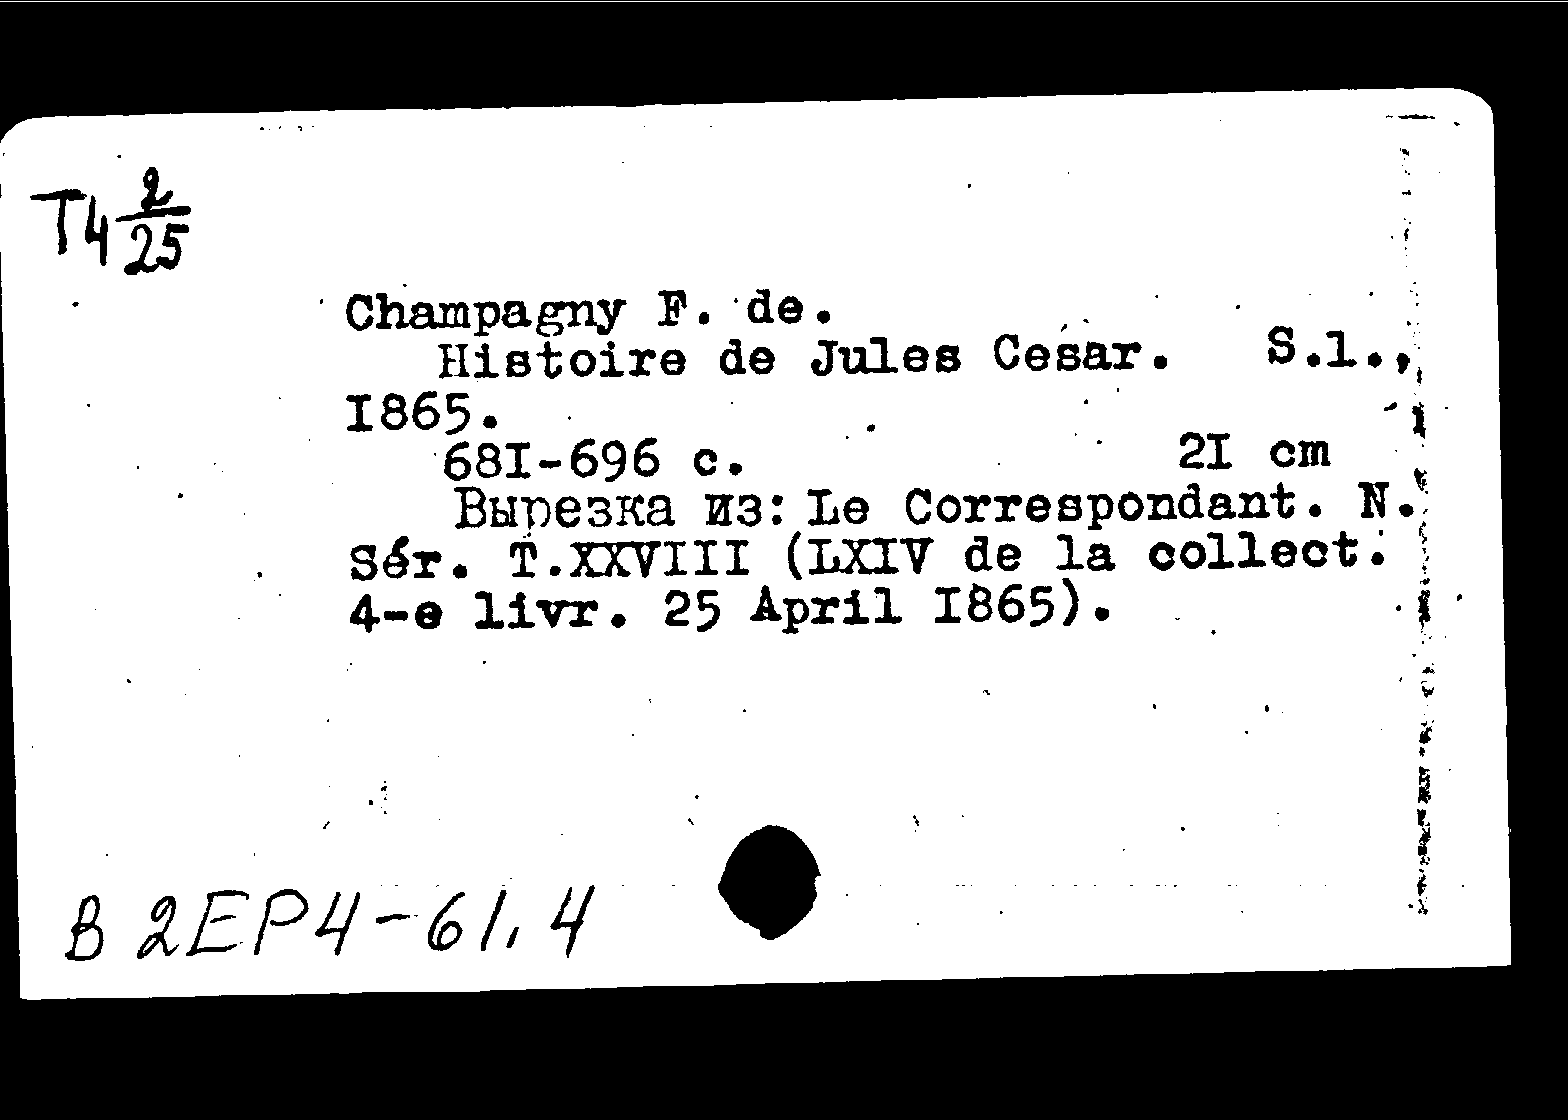 T4 2/25
Champagny F. de.
Histoire de Jules César. S.l.,
I865.
68I-696 c. 2I cm
Вырезка из: Le Correspondant. N.
Sér. T.XXVIII (LXIV de la collect.
4-e livr. 25 April I865).
B 2EP4-61.4